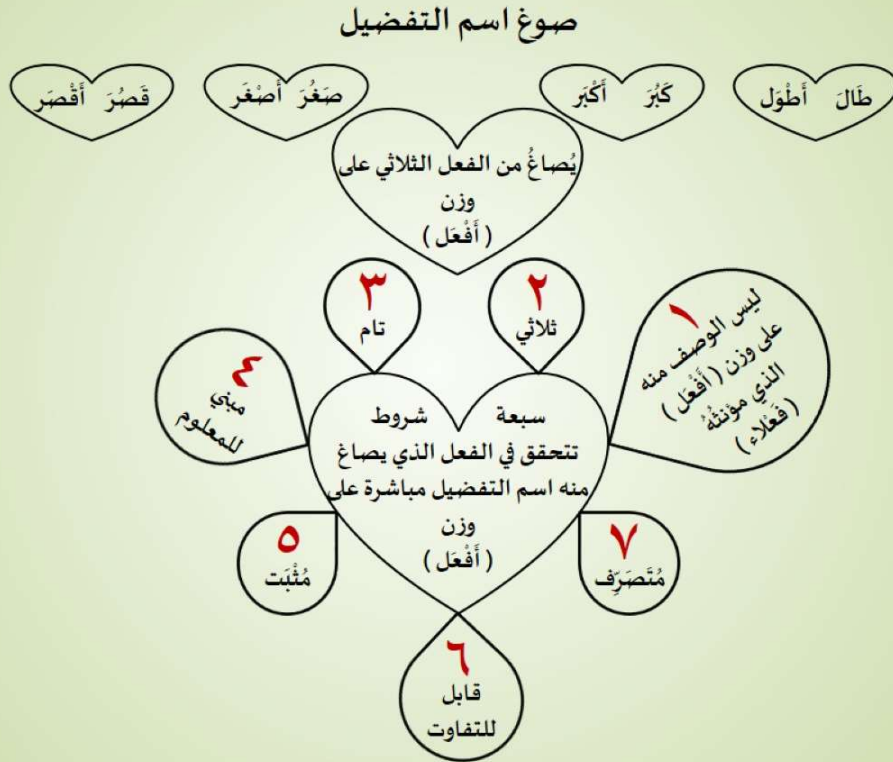 صوغ اسم التفضيل
طَالَ أَطْوَل
كَبُرَ أَكْبَر
صَغُرَ أَصْغَر
قَصُرَ أَقْصَر
يُصاغُ من الفعل الثلاثي على
وزن
(أَفْعَل)
١
ليس الوصف منه
على وزن (أَفْعَل)
الذي مؤنثُهُ
(فَعْلاء)
٢
ثلاثي
٣
تام
٤
مبني
للمعلوم
سبعة شروط
تتحقق في الفعل الذي يصاغ
منه اسم التفضيل مباشرة على
وزن
(أَفْعَل)
٥
مُثْبَت
٦
قابل
للتفاوت
٧
مُتَصَرِّف